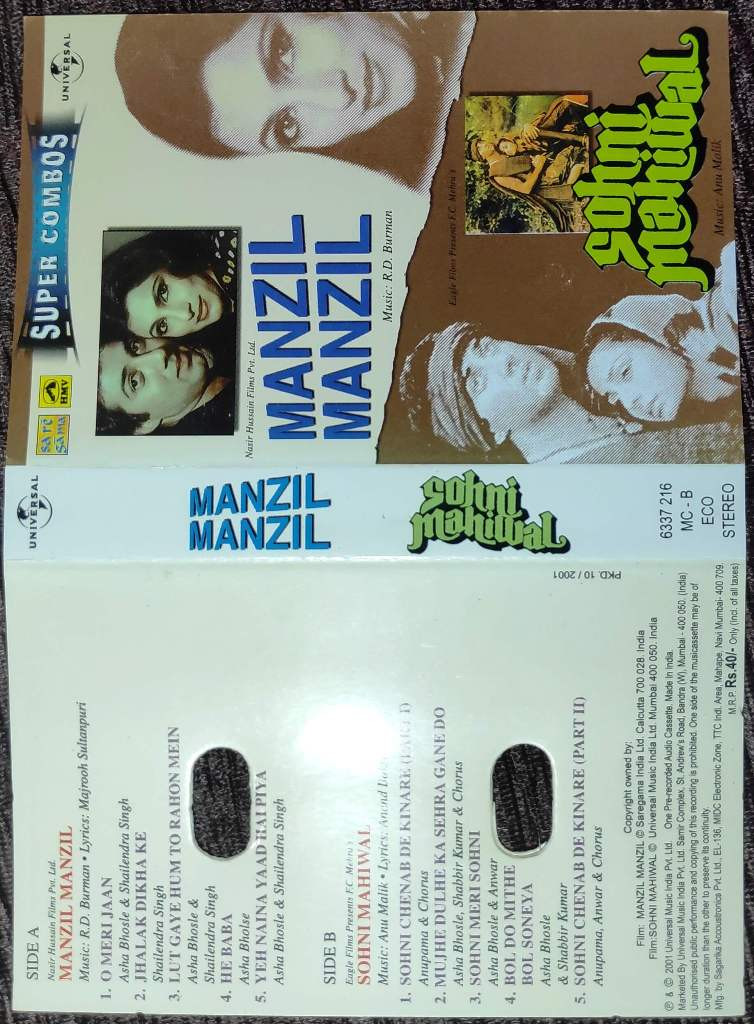 UNIVERSAL
SUPER COMBOS
sa re
ga ma
HMV
Nasir Hussain Films Pvt. Ltd.
MANZIL
MANZIL
Music: R.D. Burman
Eagle Films Presents F.C. Mehra's
Sohni
Mahiwal
Music: Anu Malik
UNIVERSAL
MANZIL
MANZIL
Sohni
Mahiwal
6337 216
MC - B
ECO
STEREO
PKD. 10 / 2001
SIDE A
Nasir Hussain Films Pvt. Ltd.
MANZIL MANZIL
Music: R.D. Burman • Lyrics: Majrooh Sultanpuri
1. O MERI JAAN
Asha Bhosle & Shailendra Singh
2. JHALAK DIKHA KE
Shailendra Singh
3. LUT GAYE HUM TO RAHON MEIN
Asha Bhosle &
Shailendra Singh
4. HE BABA
Asha Bholse
5. YEH NAINA YAAD HAI PIYA
Asha Bhosle & Shailendra Singh
SIDE B
Eagle Films Presents F.C. Mehra's
SOHNI MAHIWAL
Music: Anu Malik • Lyrics: Anand
1. SOHNI CHENAB DE KINARE (PART I)
Anupama & Chorus
2. MUJHE DULHE KA SEHRA GANE DO
Asha Bhosle, Shabbir Kumar & Chorus
3. SOHNI MERI SOHNI
Asha Bhosle & Anwar
4. BOL DO MITHE
BOL SONEYA
Asha Bhosle
& Shabbir Kumar
5. SOHNI CHENAB DE KINARE (PART II)
Anupama, Anwar & Chorus
Copyright owned by:
Film: MANZIL MANZIL © Saregama India Ltd. Calcutta 700 028. India
Film:SOHNI MAHIWAL © Universal Music India Ltd. Mumbai 400 050. India
℗ & © 2001 Universal Music India Pvt. Ltd. One Pre-recorded Audio Cassette. Made In India.
Marketed By Universal Music India Pvt. Ltd. Samir Complex, St. Andrew's Road, Bandra (W), Mumbai - 400 050. (India)
Unauthorised public performance and copying of this recording is prohibited. One side of the musicassette may be of
longer duration than the other to preserve its continuity.
Mfg. by Sagarika Accoustronics Pvt. Ltd., EL-136, MIDC Electronic Zone, TTC Indl. Area, Mahape, Navi Mumbai- 400 709.
M.R.P. Rs.40/- Only (Incl. of all taxes)